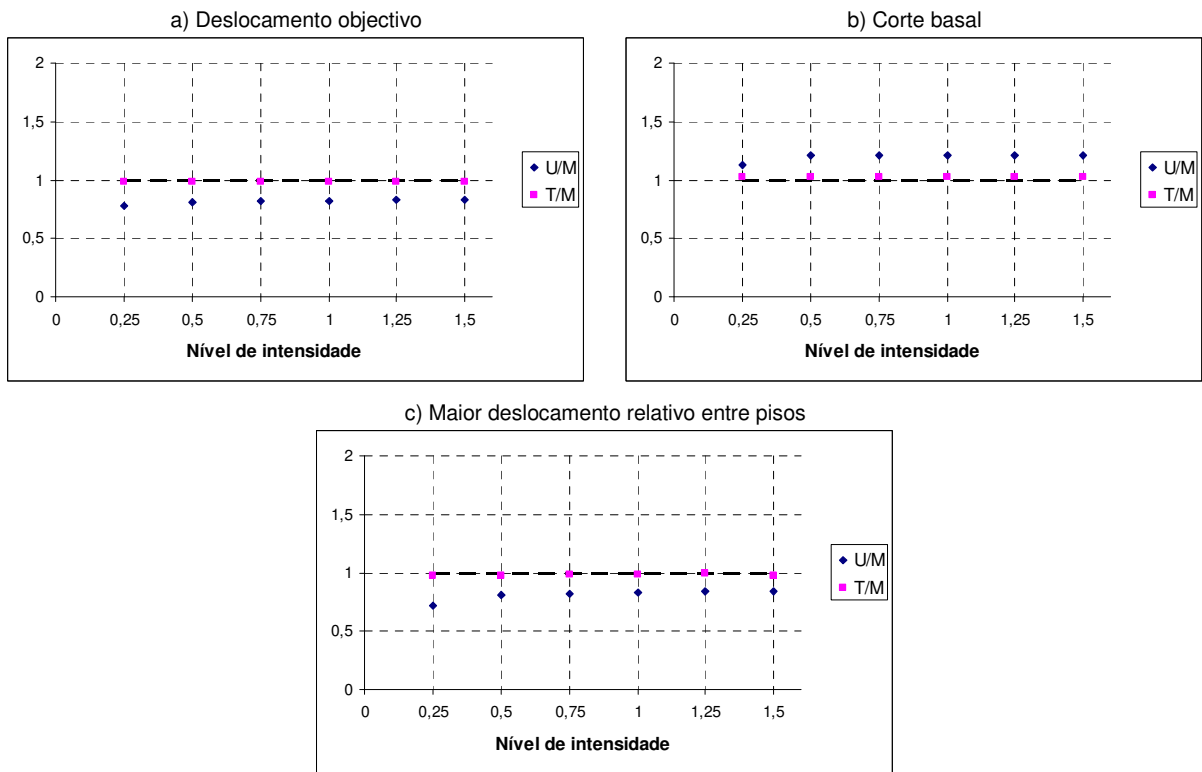 a) Deslocamento objectivo
2
1,5
1
0,5
0
0 0,25 0,5 0,75 1 1,25 1,5
Nível de intensidade
U/M
T/M
b) Corte basal
2
1,5
1
0,5
0
0 0,25 0,5 0,75 1 1,25 1,5
Nível de intensidade
U/M
T/M
c) Maior deslocamento relativo entre pisos
2
1,5
1
0,5
0
0 0,25 0,5 0,75 1 1,25 1,5
Nível de intensidade
U/M
T/M